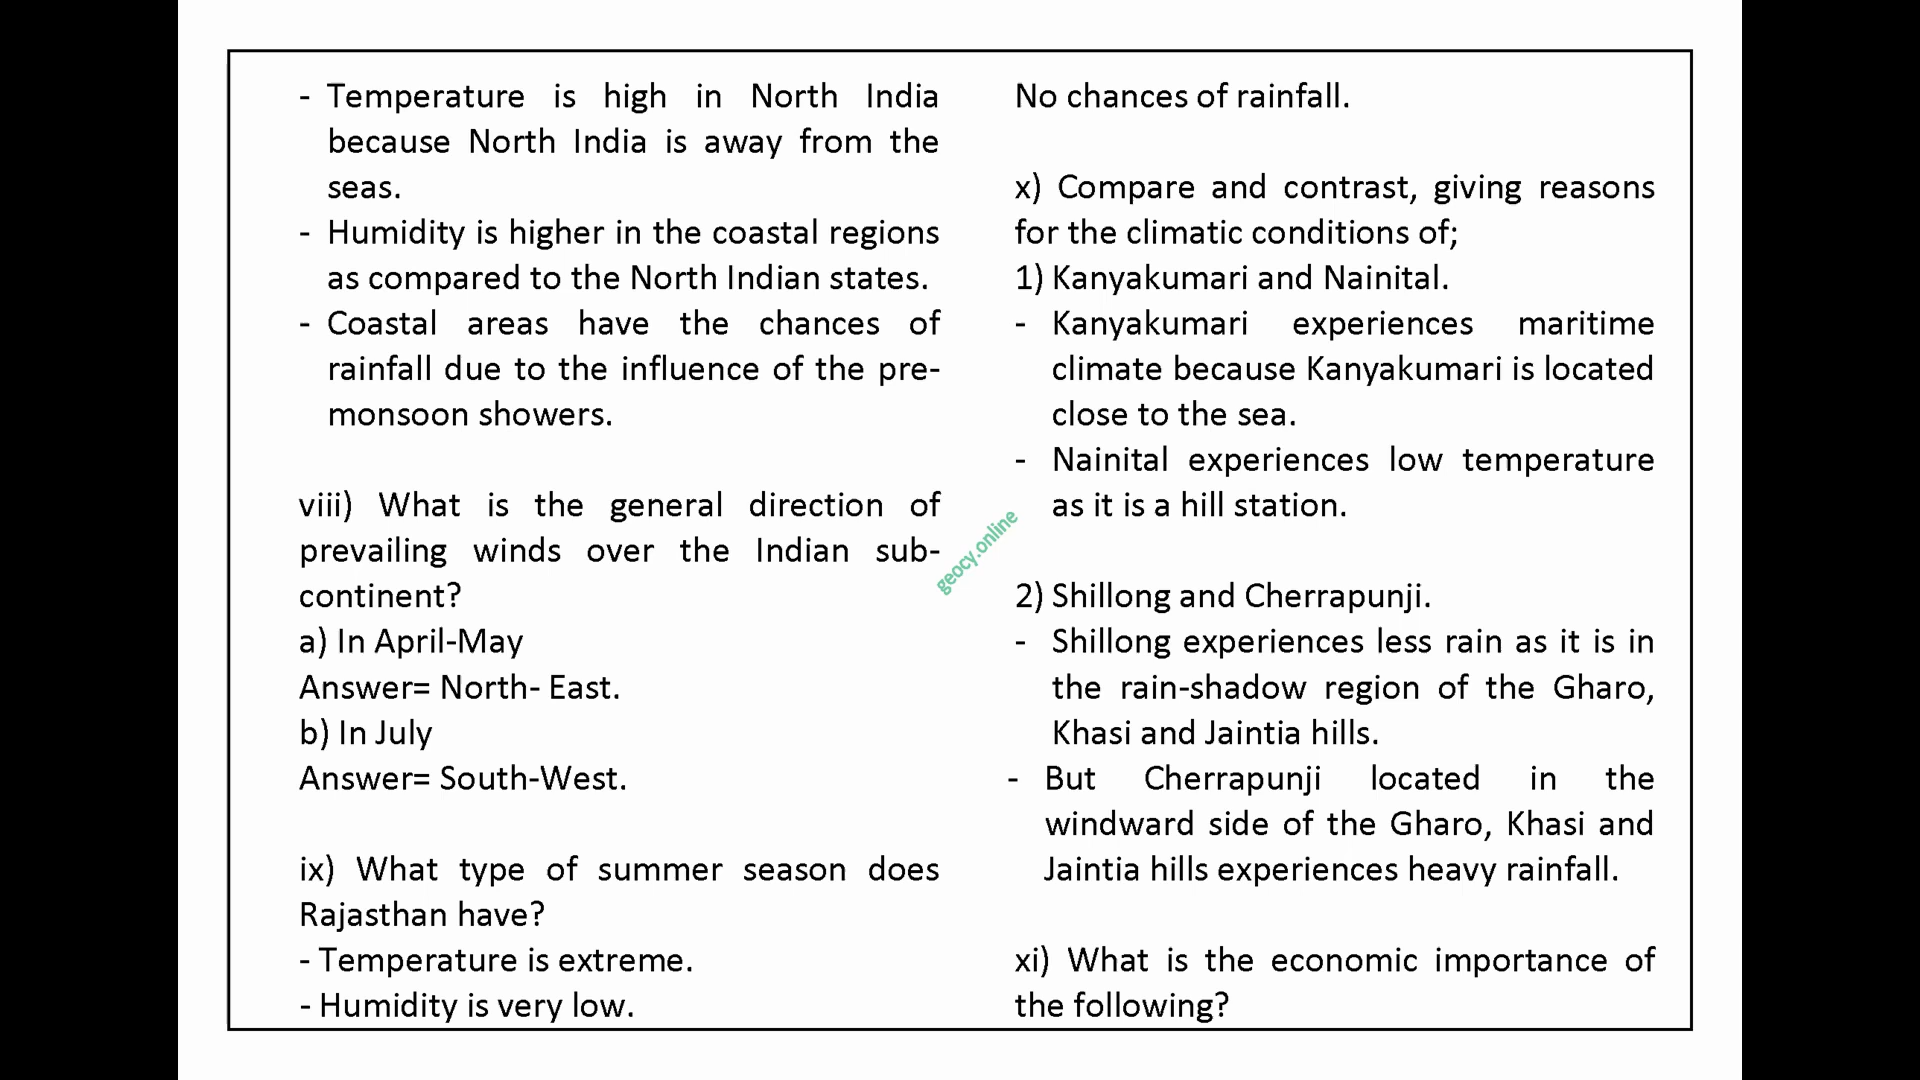 - Temperature is high in North India
because North India is away from the
seas.
- Humidity is higher in the coastal regions
as compared to the North Indian states.
- Coastal areas have the chances of
rainfall due to the influence of the pre-
monsoon showers.
viii) What is the general direction of
prevailing winds over the Indian sub-
continent?
a) In April-May
Answer= North- East.
b) In July
Answer= South-West.
ix) What type of summer season does
Rajasthan have?
- Temperature is extreme.
- Humidity is very low.
No chances of rainfall.
x) Compare and contrast, giving reasons
for the climatic conditions of;
1) Kanyakumari and Nainital.
- Kanyakumari experiences maritime
climate because Kanyakumari is located
close to the sea.
- Nainital experiences low temperature
as it is a hill station.
2) Shillong and Cherrapunji.
- Shillong experiences less rain as it is in
the rain-shadow region of the Gharo,
Khasi and Jaintia hills.
- But Cherrapunji located in the
windward side of the Gharo, Khasi and
Jaintia hills experiences heavy rainfall.
xi) What is the economic importance of
the following?
geocy.online